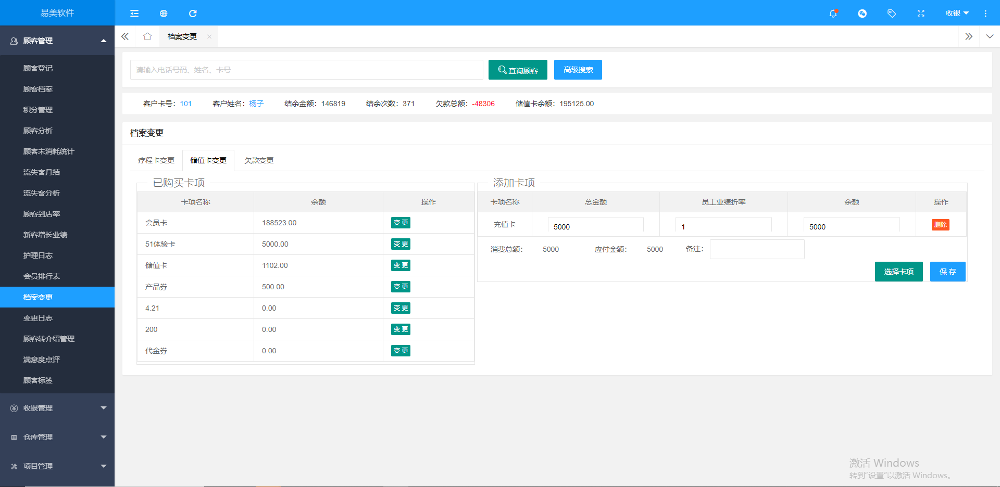 易美软件
收银
顾客管理
档案变更
请输入电话号码、姓名、卡号
查询顾客
高级搜索
客户卡号：101 客户姓名：杨子 结余金额：146819 结余次数：371 欠款总额：-48306 储值卡余额：195125.00
档案变更
疗程卡变更 储值卡变更 欠款变更
已购买卡项
卡项名称 余额 操作
会员卡 188523.00 变 更
51体验卡 5000.00 变 更
储值卡 1102.00 变 更
产品券 500.00 变 更
4.21 0.00 变 更
200 0.00 变 更
代金券 0.00 变 更
添加卡项
卡项名称 总金额 员工业绩折率 余额 操作
充值卡 5000 1 5000 删除
消费总额： 5000 应付金额： 5000 备注：
选择卡项 保 存
顾客登记
顾客档案
积分管理
顾客分析
顾客未消耗统计
流失客月结
流失客分析
顾客到店率
新客增长业绩
护理日志
会员排行表
档案变更
变更日志
顾客转介绍管理
满意度点评
顾客标签
收银管理
仓库管理
项目管理
激活 Windows
转到"设置"以激活 Windows。